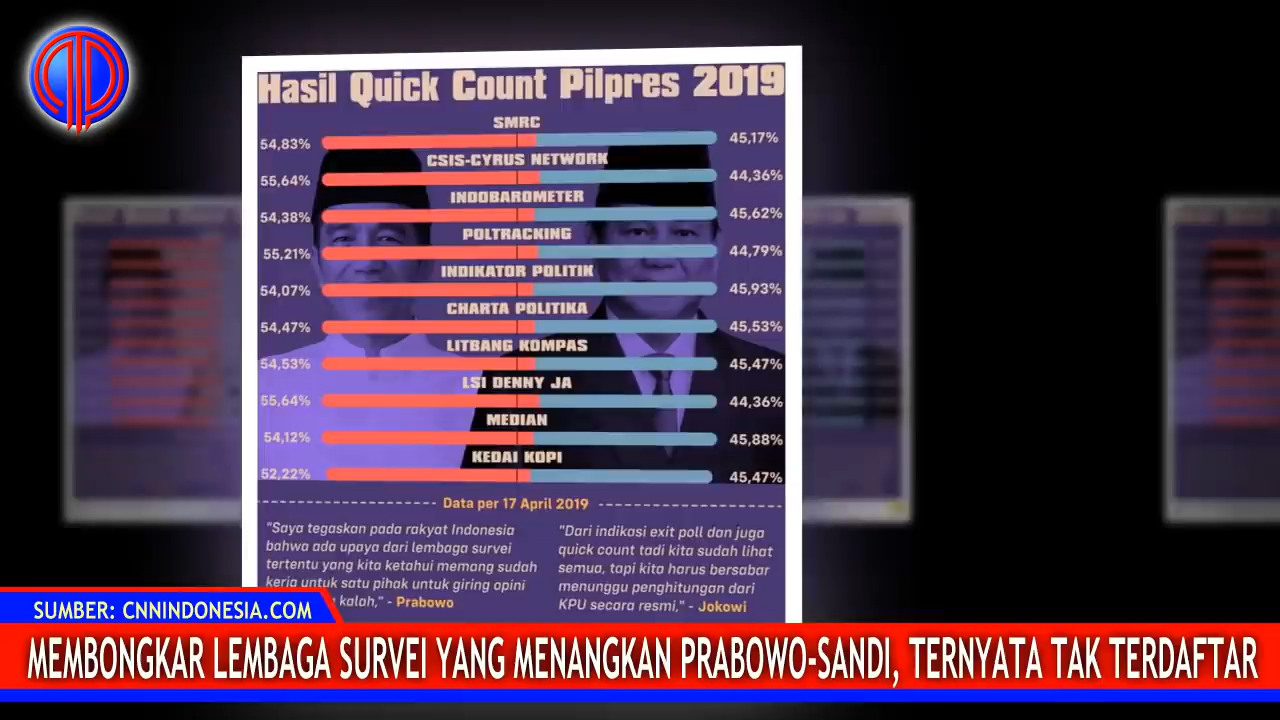 Hasil Quick Count Pilpres 2019
SMRC
54,83% 45,17%
CSIS-CYRUS NETWORK
55,64% 44,36%
INDOBAROMETER
54,38% 45,62%
POLTRACKING
55,21% 44,79%
INDIKATOR POLITIK
54,07% 45,93%
CHARTA POLITIKA
54,47% 45,53%
LITBANG KOMPAS
54,53% 45,47%
LSI DENNY JA
55,64% 44,36%
MEDIAN
54,12% 45,88%
KEDAI KOPI
52,22% 45,47%
Data per 17 April 2019
"Saya tegaskan pada rakyat Indonesia
bahwa ada upaya dari lembaga survei
tertentu yang kita ketahui memang sudah
kerja untuk satu pihak untuk giring opini
kalah," - Prabowo
"Dari indikasi exit poll dan juga
quick count tadi kita sudah lihat
semua, tapi kita harus bersabar
menunggu penghitungan dari
KPU secara resmi," - Jokowi
SUMBER: CNNINDONESIA.COM
MEMBONGKAR LEMBAGA SURVEI YANG MENANGKAN PRABOWO-SANDI, TERNYATA TAK TERDAFTAR